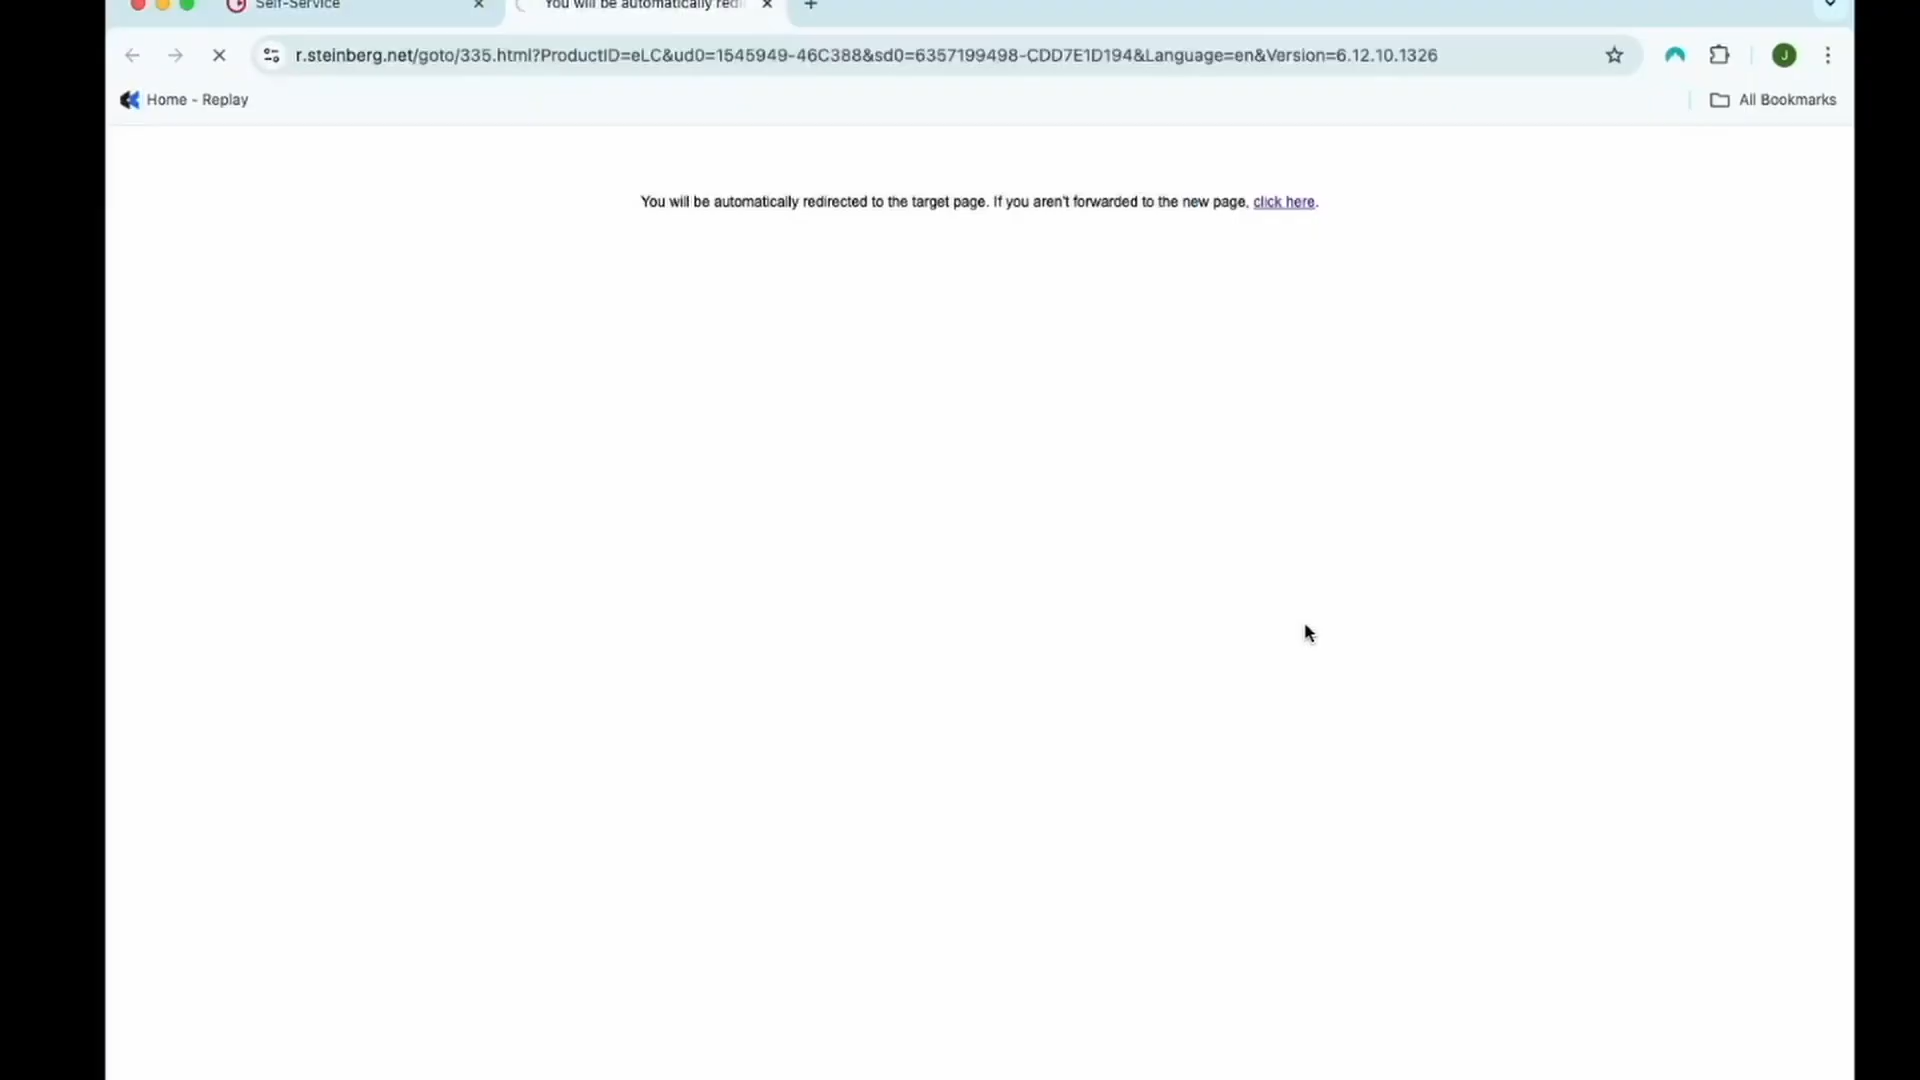 Self-Service
You will be automatically redi
r.steinberg.net/goto/335.html?ProductID=eLC&ud0=1545949-46C388&sd0=6357199498-CDD7E1D194&Language=en&Version=6.12.10.1326
J
Home - Replay
All Bookmarks
You will be automatically redirected to the target page. If you aren't forwarded to the new page, click here.